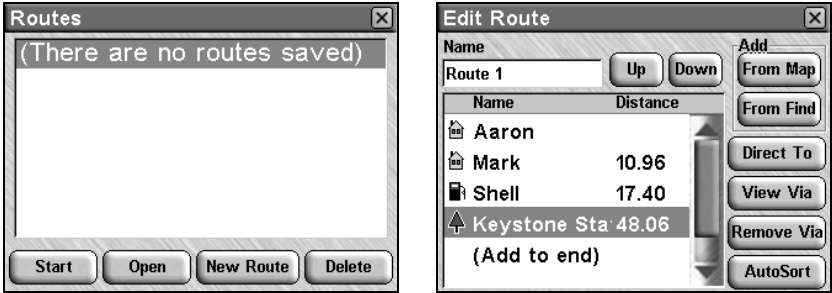 Routes
(There are no routes saved)
Start Open New Route Delete
Edit Route
Name
Route 1
Up Down
Add
From Map
From Find
Name Distance
Aaron
Mark 10.96
Shell 17.40
Keystone Sta 48.06
(Add to end)
Direct To
View Via
Remove Via
AutoSort